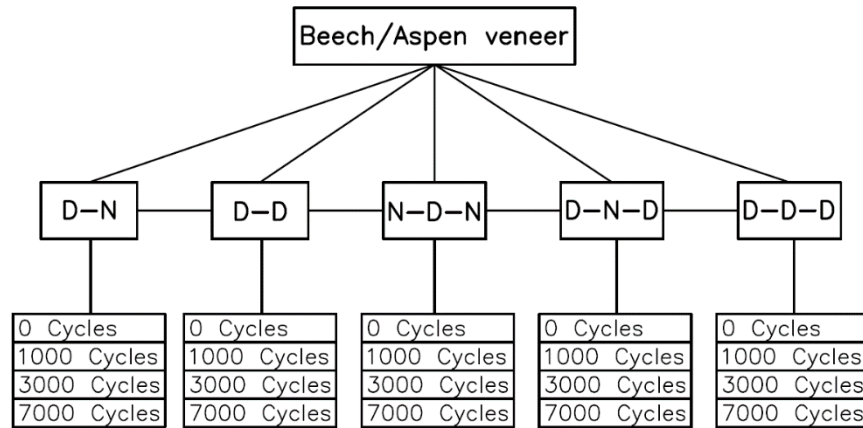 Beech/Aspen veneer
D–N
D–D
N–D–N
D–N–D
D–D–D
0 Cycles
1000 Cycles
3000 Cycles
7000 Cycles
0 Cycles
1000 Cycles
3000 Cycles
7000 Cycles
0 Cycles
1000 Cycles
3000 Cycles
7000 Cycles
0 Cycles
1000 Cycles
3000 Cycles
7000 Cycles
0 Cycles
1000 Cycles
3000 Cycles
7000 Cycles